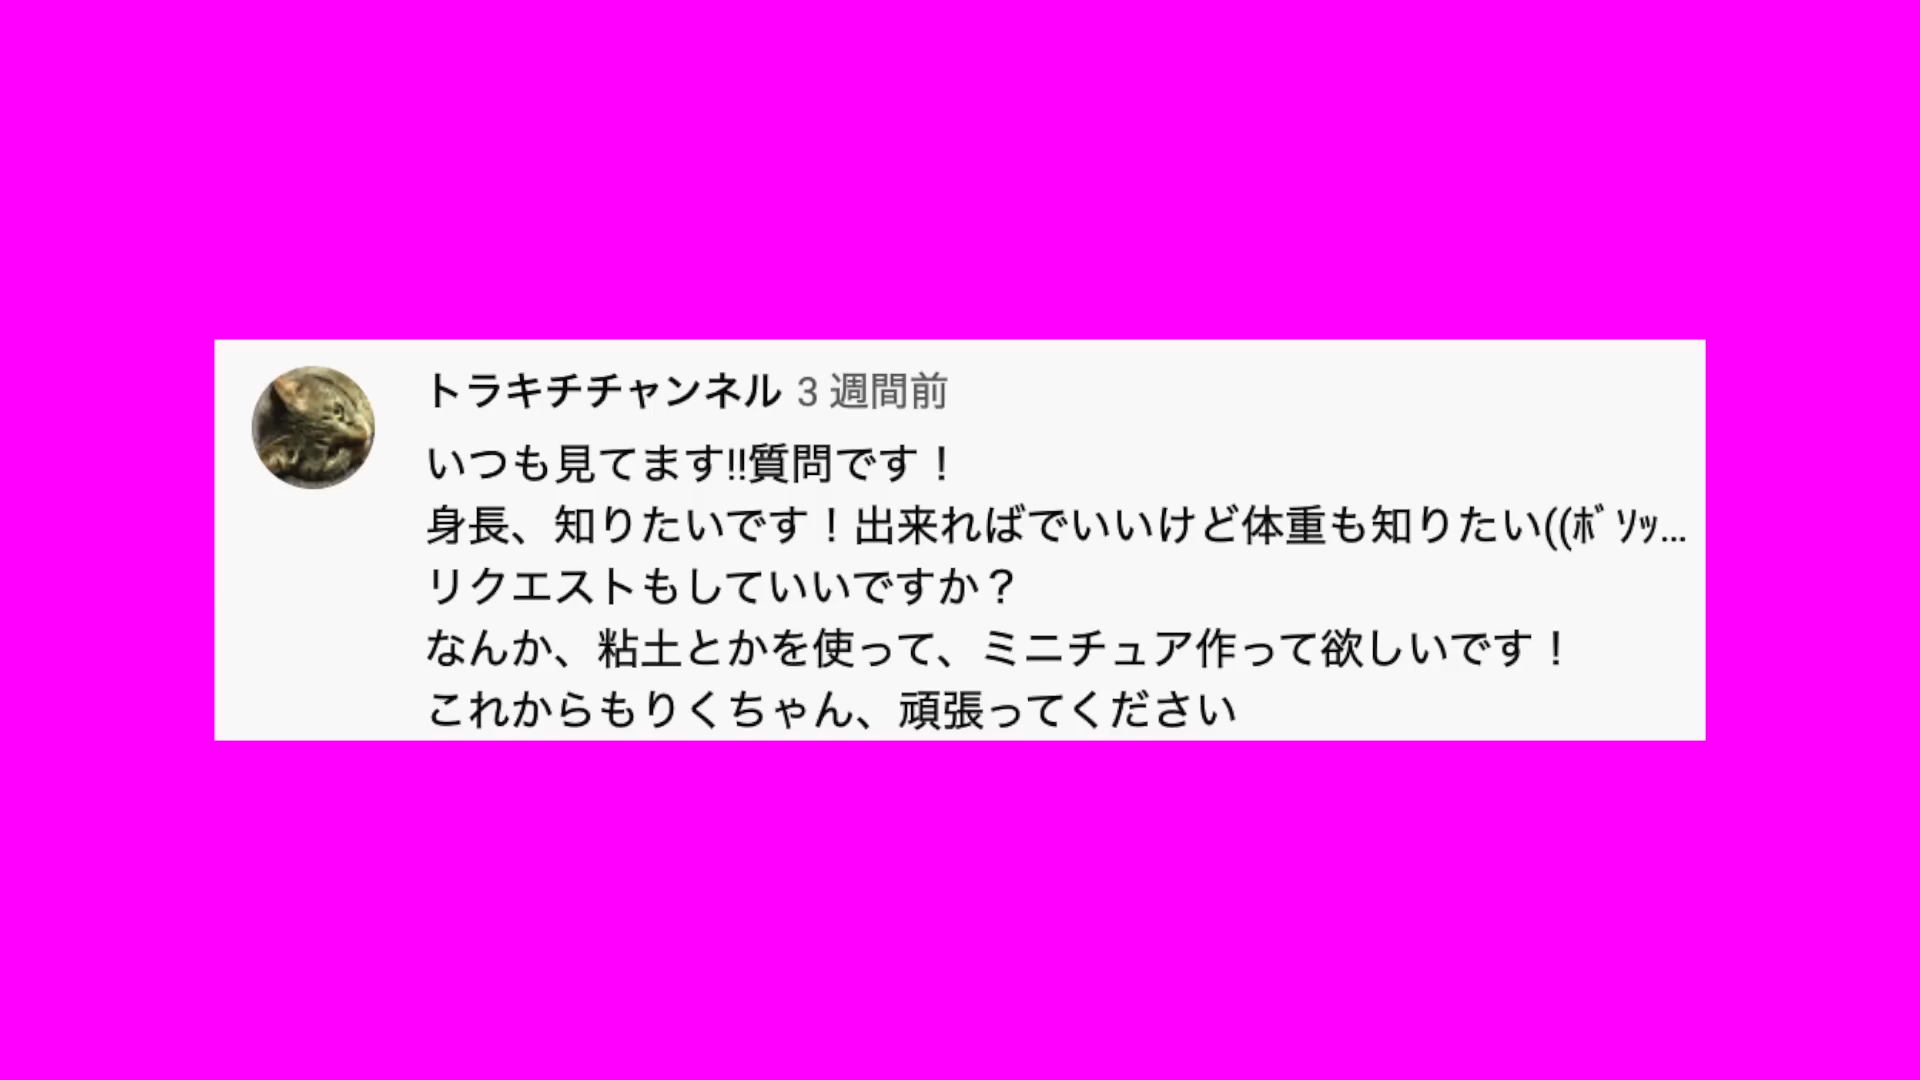 トラキチチャンネル 3 週間前
いつも見てます!!質問です！
身長、知りたいです！出来ればでいいけど体重も知りたい((ﾎﾞｿｯ...
リクエストもしていいですか？
なんか、粘土とかを使って、ミニチュア作って欲しいです！
これからもりくちゃん、頑張ってください